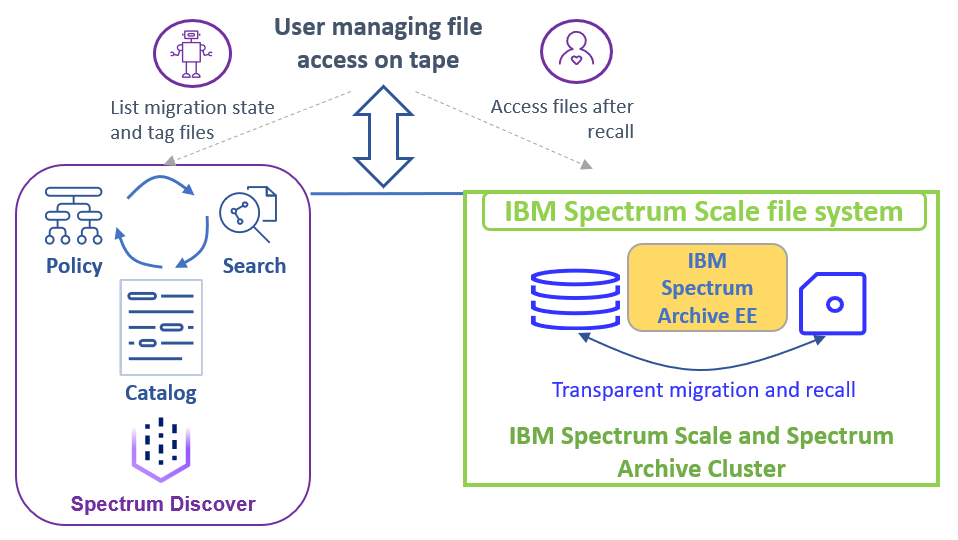 User managing file
access on tape
List migration state
and tag files
Access files after
recall
Policy
Search
Catalog
Spectrum Discover
IBM Spectrum Scale file system
IBM
Spectrum
Archive EE
Transparent migration and recall
IBM Spectrum Scale and Spectrum
Archive Cluster